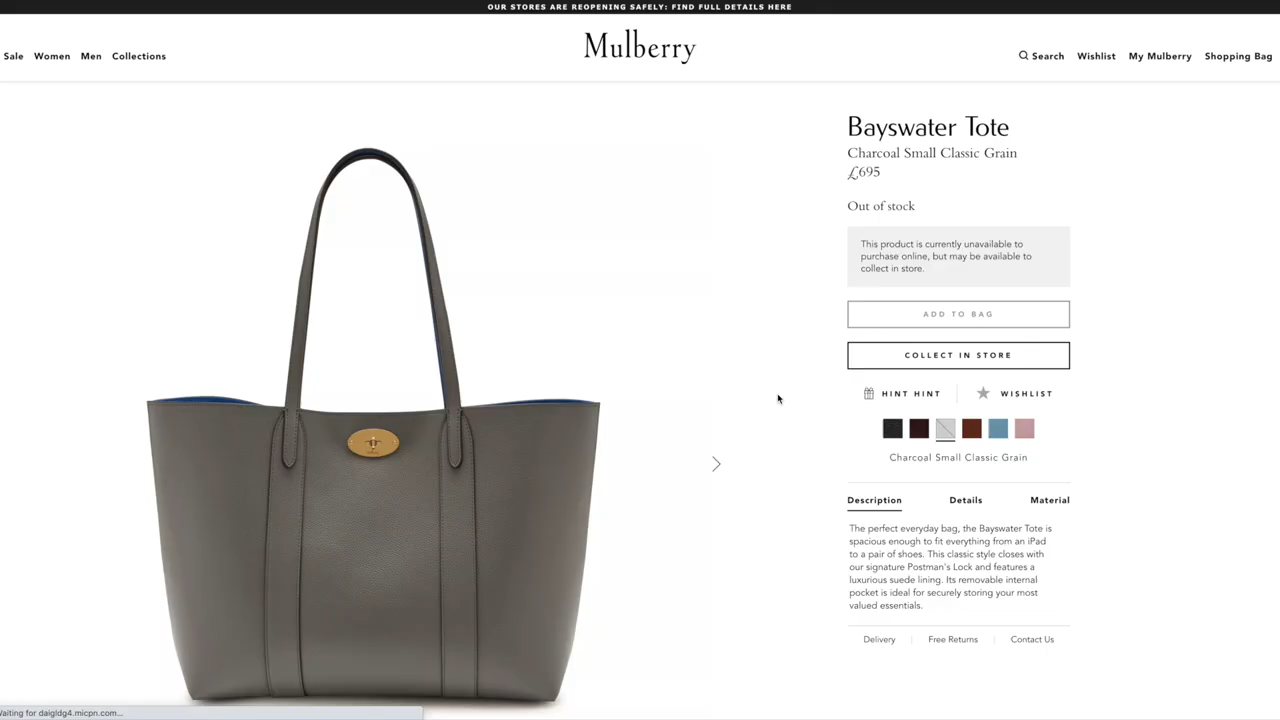 OUR STORES ARE REOPENING SAFELY: FIND FULL DETAILS HERE
Sale Women Men Collections
Mulberry
Search Wishlist My Mulberry Shopping Bag
Bayswater Tote
Charcoal Small Classic Grain
£695
Out of stock
This product is currently unavailable to
purchase online, but may be available to
collect in store.
ADD TO BAG
COLLECT IN STORE
HINT HINT WISHLIST
Charcoal Small Classic Grain
Description Details Material
The perfect everyday bag, the Bayswater Tote is
spacious enough to fit everything from an iPad
to a pair of shoes. This classic style closes with
our signature Postman's Lock and features a
luxurious suede lining. Its removable internal
pocket is ideal for securely storing your most
valued essentials.
Delivery Free Returns Contact Us
Waiting for daigldg4.micpn.com...